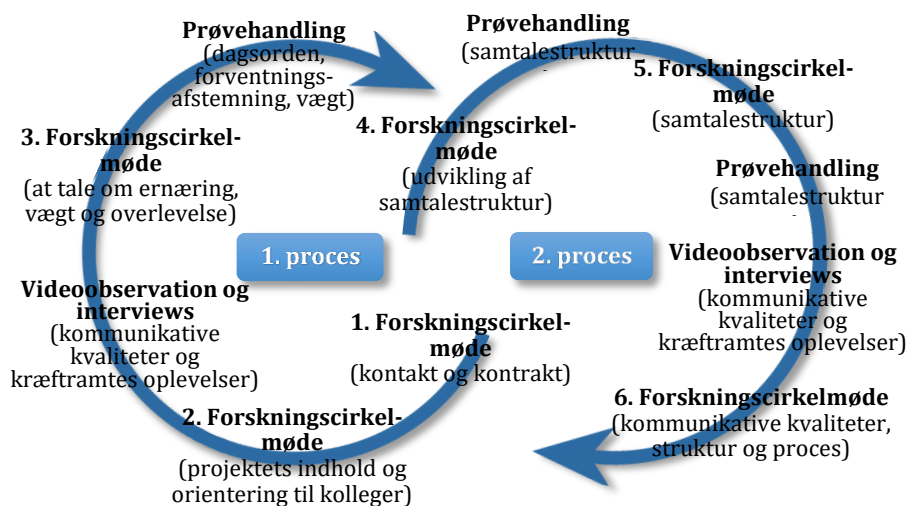 1. proces
1. Forskningscirkel-
møde
(kontakt og kontrakt)
2. Forskningscirkel-
møde
(projektets indhold og
orientering til kolleger)
Videoobservation og
interviews
(kommunikative
kvaliteter og
kræftramtes oplevelser)
3. Forskningscirkel-
møde
(at tale om ernæring,
vægt og overlevelse)
Prøvehandling
(dagsorden,
forventnings-
afstemning, vægt)
2. proces
4. Forskningscirkel-
møde
(udvikling af
samtalestruktur)
Prøvehandling
(samtalestruktur
5. Forskningscirkel-
møde
(samtalestruktur)
Prøvehandling
(samtalestruktur
Videoobservation og
interviews
(kommunikative
kvaliteter og
kræftramtes oplevelser)
6. Forskningscirkelmøde
(kommunikative kvaliteter,
struktur og proces)